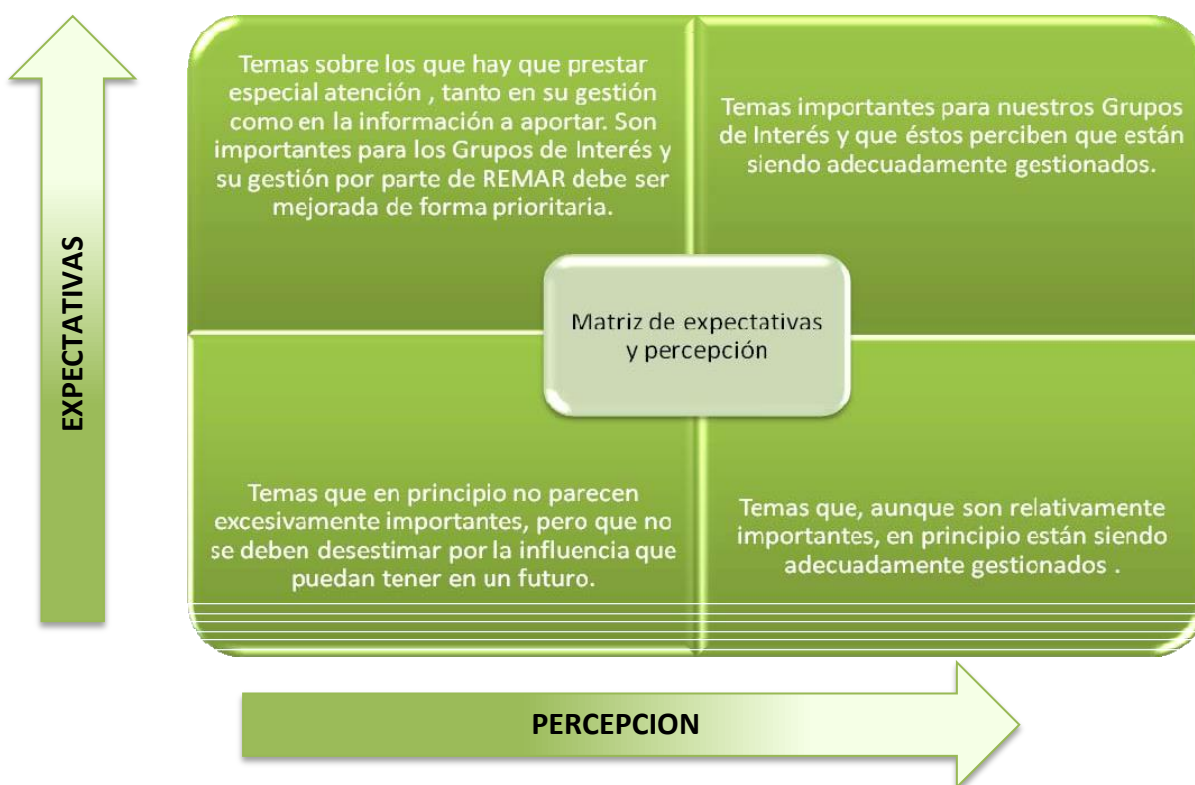 Temas sobre los que hay que prestar
especial atención , tanto en su gestión
como en la información a aportar. Son
importantes para los Grupos de Interés y
su gestión por parte de REMAR debe ser
mejorada de forma prioritaria.
Temas importantes para nuestros Grupos
de Interés y que éstos perciben que están
siendo adecuadamente gestionados.
EXPECTATIVAS
Matriz de expectativas
y percepción
Temas que en principio no parecen
excesivamente importantes, pero que no
se deben desestimar por la influencia que
puedan tener en un futuro.
Temas que, aunque son relativamente
importantes, en principio están siendo
adecuadamente gestionados .
PERCEPCION